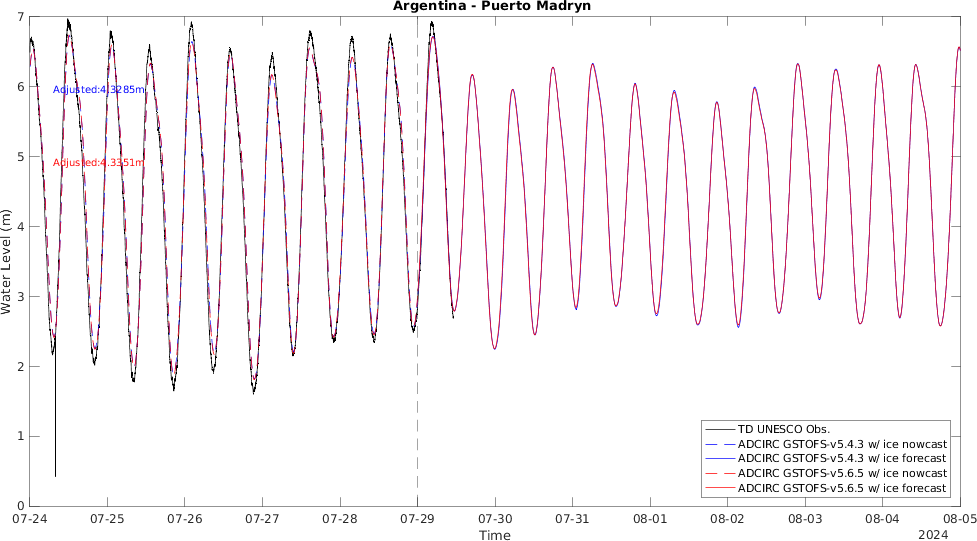 Argentina - Puerto Madryn
7
6
5
4
3
2
1
0
Water Level (m)
Adjusted:4.3285m
Adjusted:4.3351m
TD UNESCO Obs.
ADCIRC GSTOFS-v5.4.3 w/ ice nowcast
ADCIRC GSTOFS-v5.4.3 w/ ice forecast
ADCIRC GSTOFS-v5.6.5 w/ ice nowcast
ADCIRC GSTOFS-v5.6.5 w/ ice forecast
07-24 07-25 07-26 07-27 07-28 07-29 07-30 07-31 08-01 08-02 08-03 08-04 08-05
Time
2024